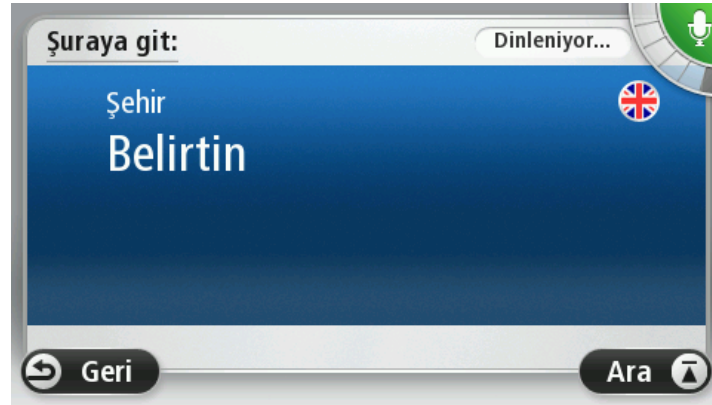 Şuraya git:
Dinleniyor...
Şehir
Belirtin
Geri
Ara